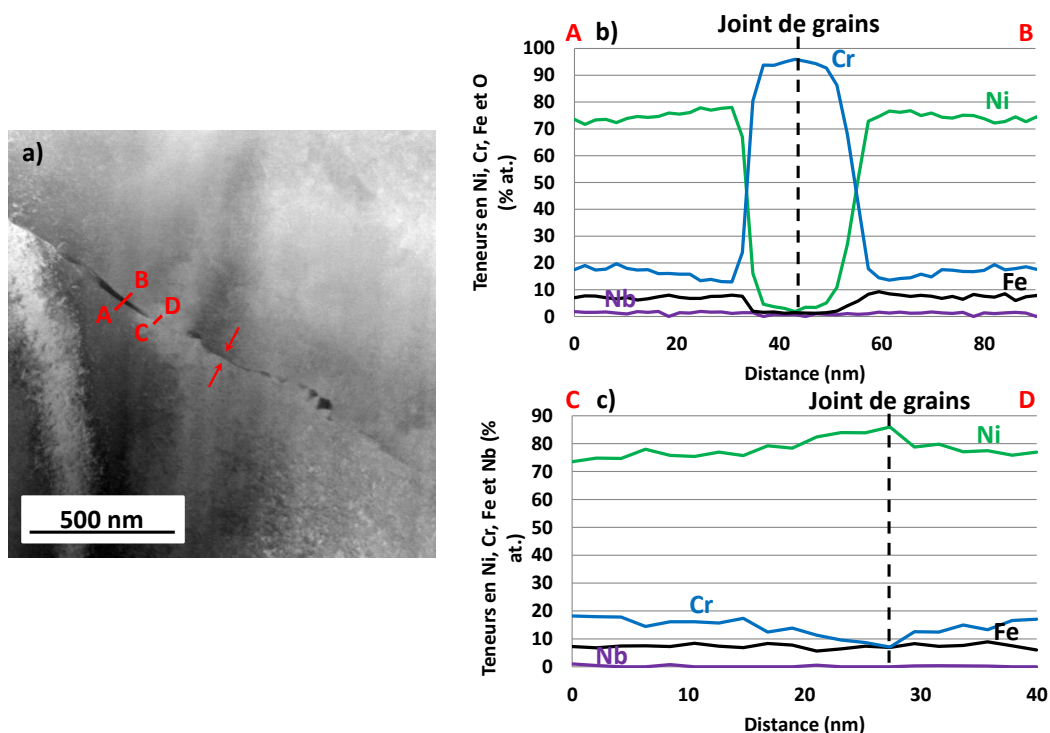 a)
B
A
D
C
500 nm
Joint de grains
A
b)
B
Teneurs en Ni, Cr, Fe et O
(% at.)
100
90
80
70
60
50
40
30
20
10
0
Cr
Ni
Fe
Nb
0
20
40
60
80
Distance (nm)
C
c)
Joint de grains
D
Teneurs en Ni, Cr, Fe et Nb (%
at.)
90
80
70
60
50
40
30
20
10
0
Ni
Cr
Fe
Nb
0
10
20
30
40
Distance (nm)